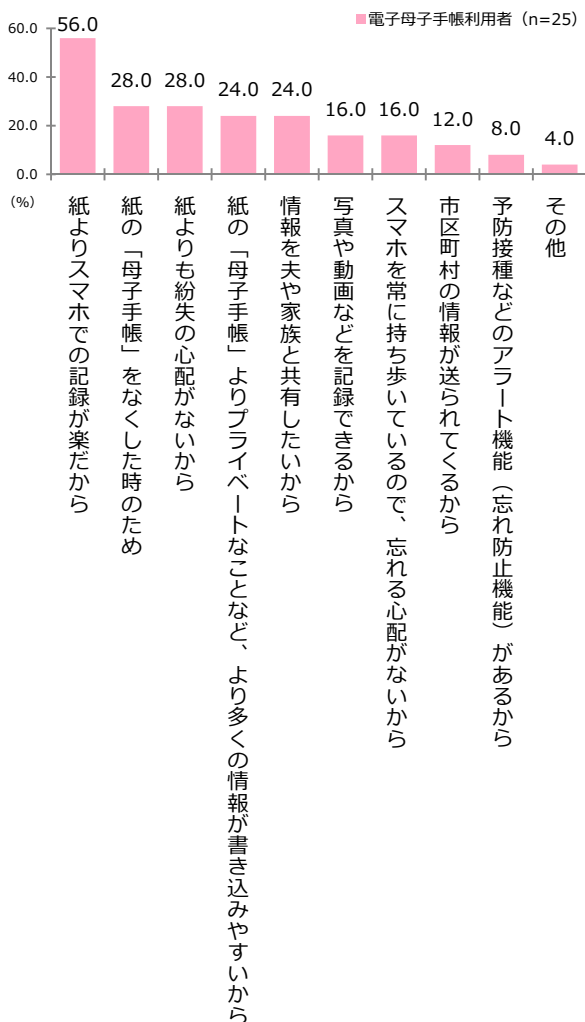 ■電子母子手帳利用者（n=25）
60.0
40.0
20.0
0.0
(%)
56.0
28.0
28.0
24.0
24.0
16.0
16.0
12.0
8.0
4.0
紙よりスマホでの記録が楽だから
紙の「母子手帳」をなくした時のため
紙よりも紛失の心配がないから
紙の「母子手帳」よりプライベートなことなど、より多くの情報が書き込みやすいから
情報を夫や家族と共有したいから
写真や動画などを記録できるから
スマホを常に持ち歩いているので、忘れる心配がないから
市区町村の情報が送られてくるから
予防接種などのアラート機能（忘れ防止機能）があるから
その他